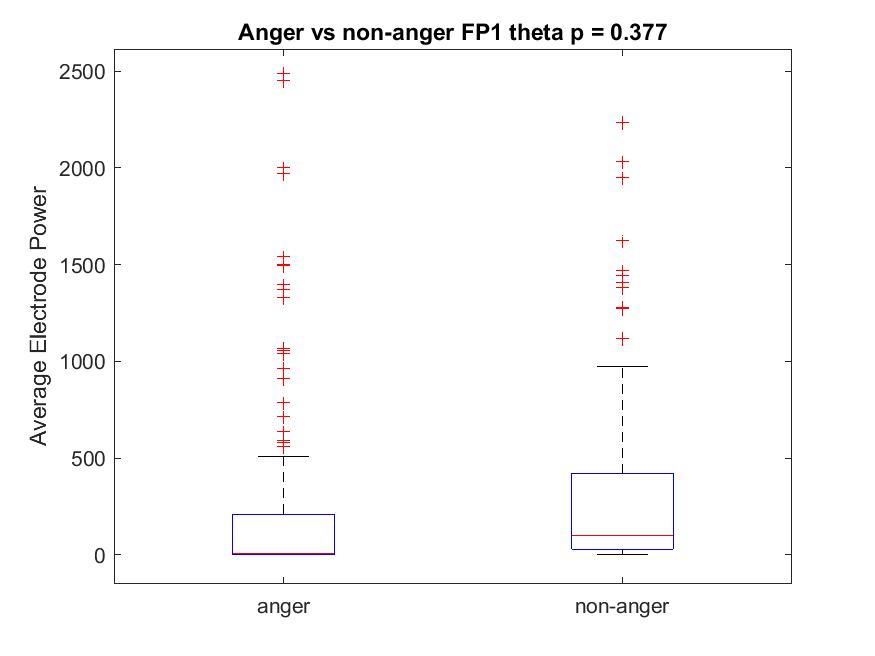 Anger vs non-anger FP1 theta p = 0.377
Average Electrode Power
2500
2000
1500
1000
500
0
anger
non-anger